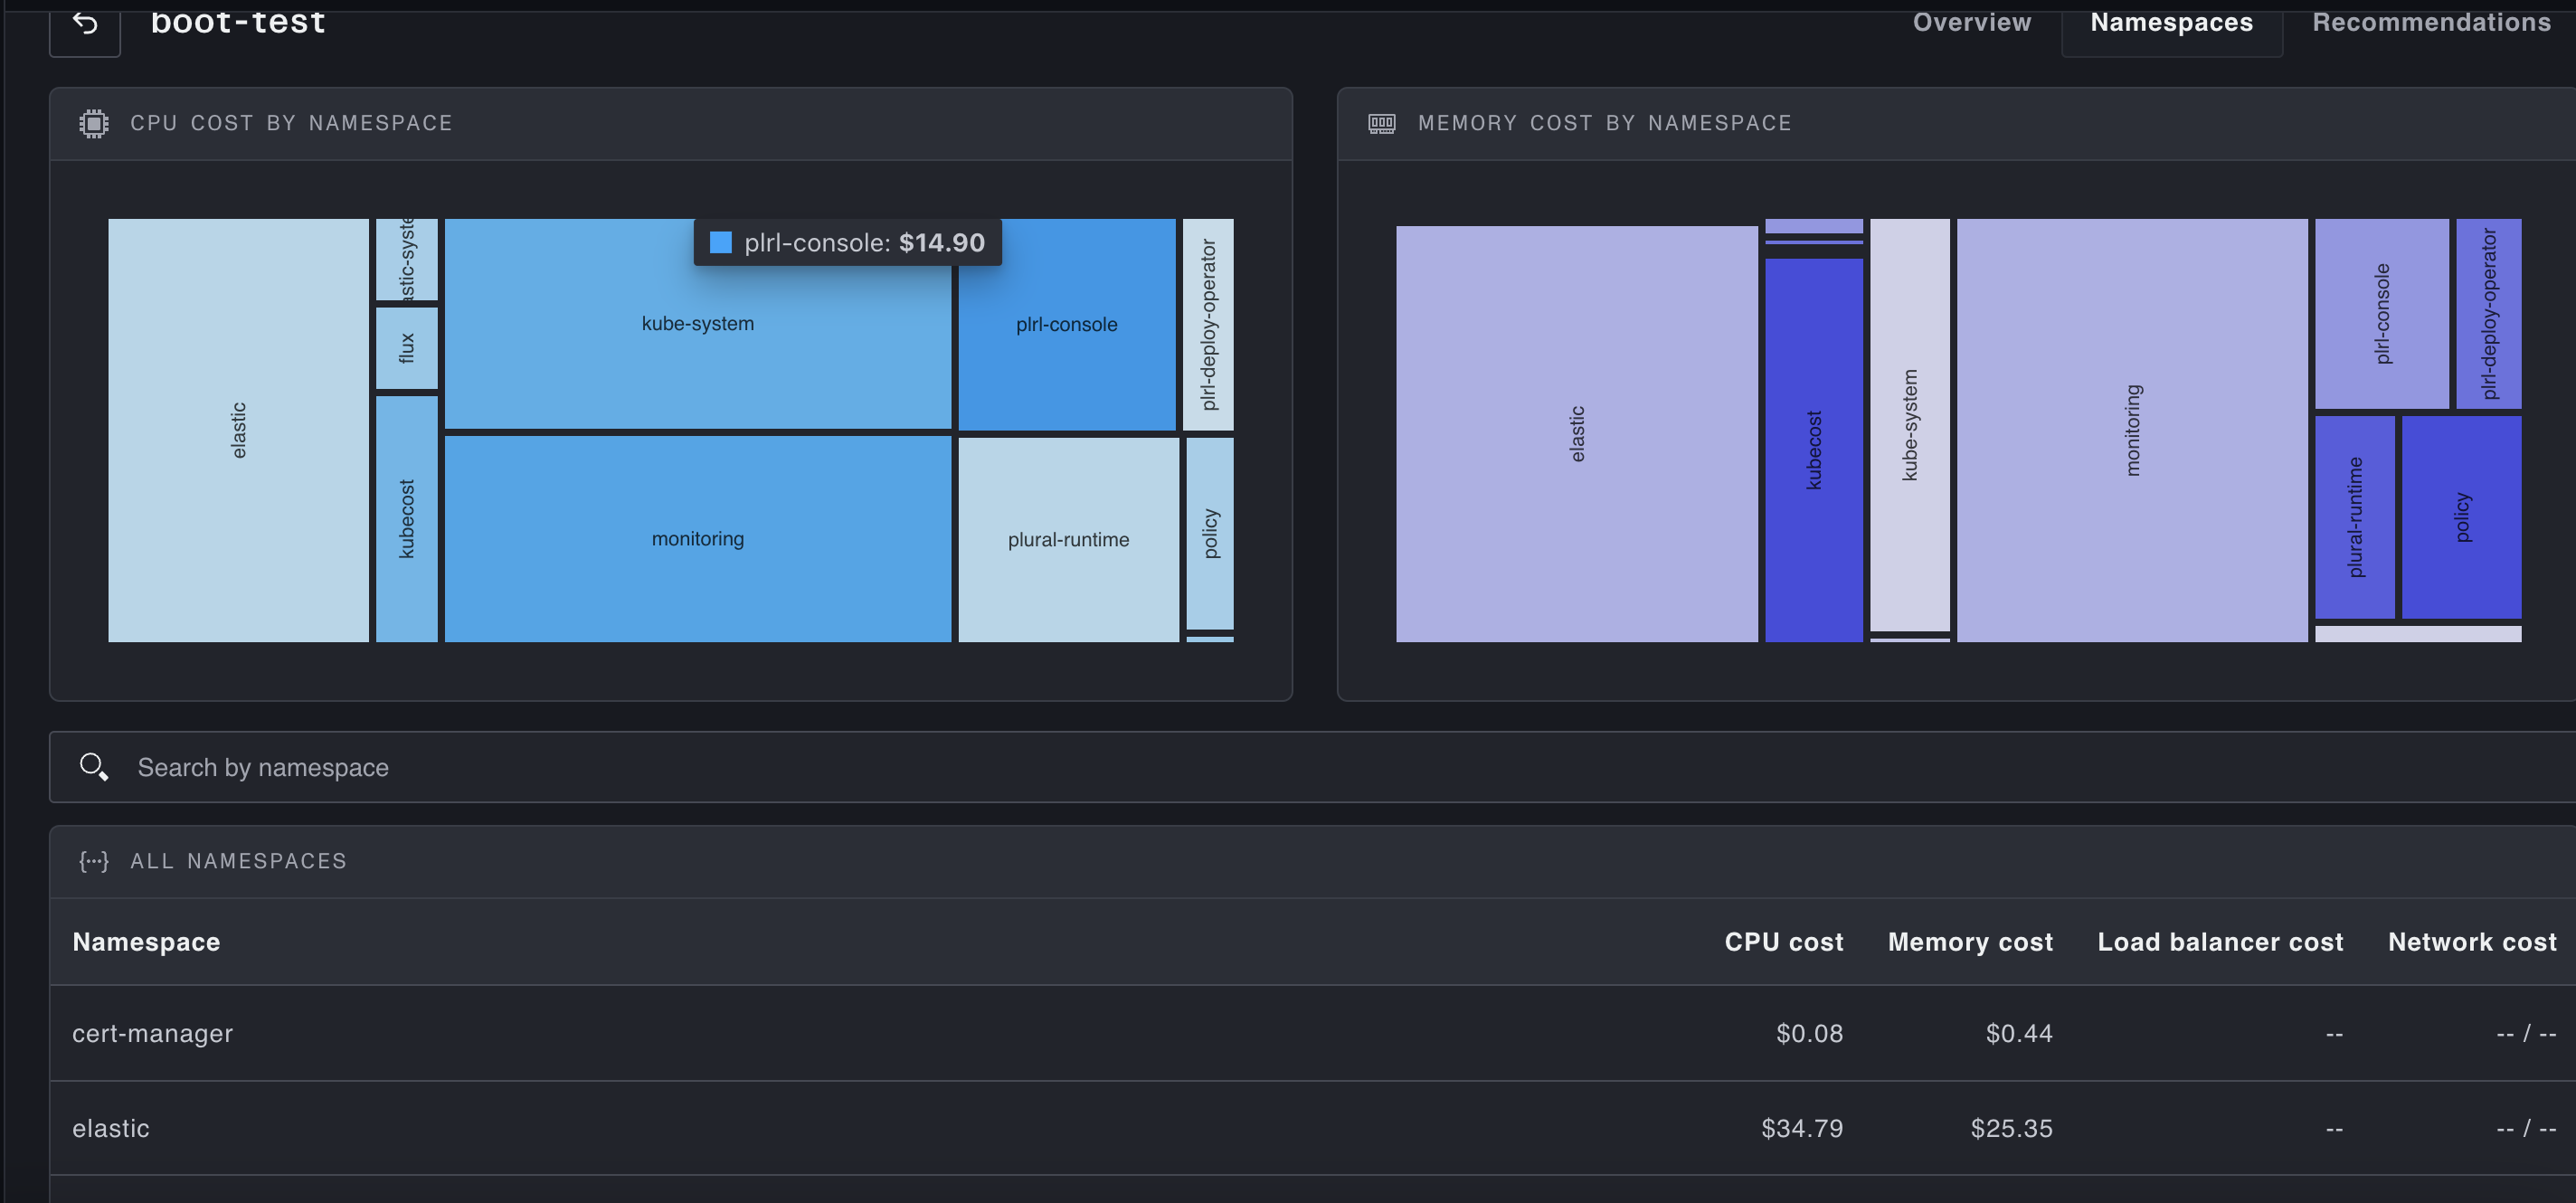 boot-test
Overview
Namespaces
Recommendations
CPU COST BY NAMESPACE
MEMORY COST BY NAMESPACE
elastic
flux
kubecost
kube-system
monitoring
plrl-console: $14.90
plrl-console
plrl-deploy-operator
plural-runtime
policy
elastic
kubecost
kube-system
monitoring
plrl-console
plrl-deploy-operator
plural-runtime
policy
Search by namespace
ALL NAMESPACES
Namespace CPU cost Memory cost Load balancer cost Network cost
cert-manager $0.08 $0.44 -- -- / --
elastic $34.79 $25.35 -- -- / --